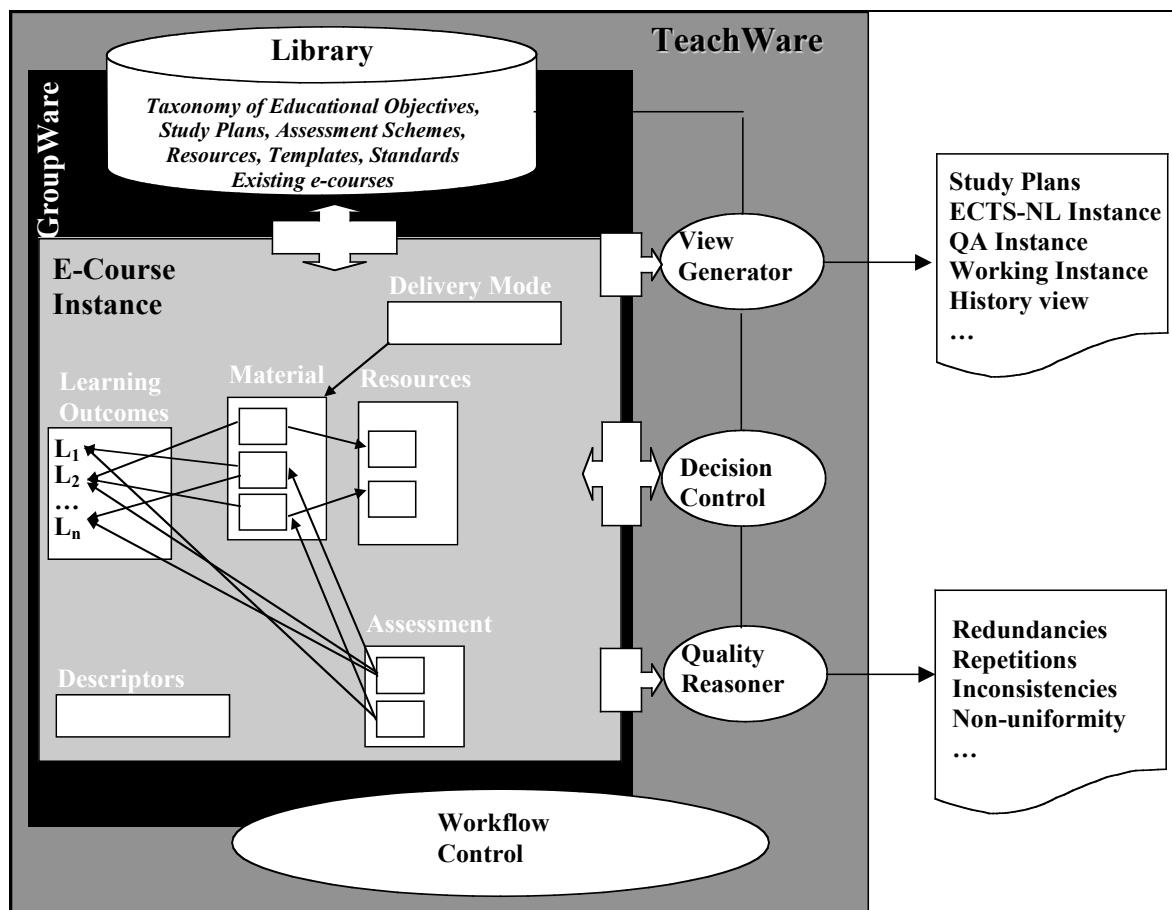 TeachWare
Library
Taxonomy of Educational Objectives,
Study Plans, Assessment Schemes,
Resources, Templates, Standards
Existing e-courses
GroupWare
E-Course
Instance
Delivery Mode
Learning
Outcomes
Material
Resources
L1
L2
…
Ln
Assessment
Descriptors
View
Generator
Decision
Control
Quality
Reasoner
Workflow
Control
Study Plans
ECTS-NL Instance
QA Instance
Working Instance
History view
…
Redundancies
Repetitions
Inconsistencies
Non-uniformity
…